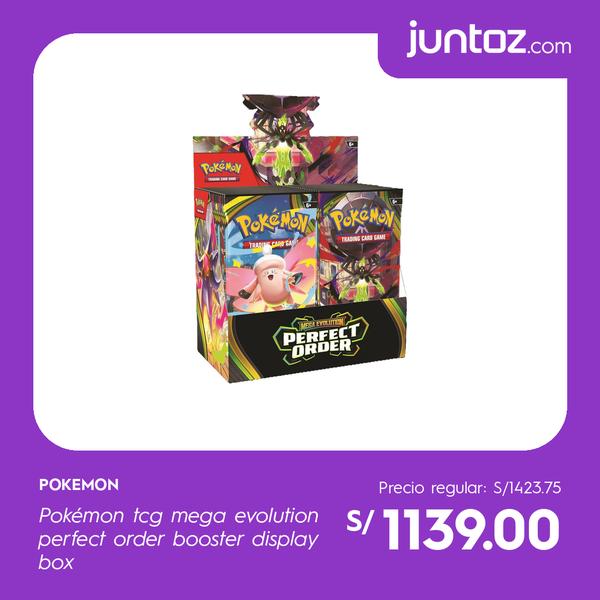 juntoz.com
Pokémon
TRADING CARD GAME
Pokémon
Pokémon
TRADING CARD GAME
Pokémon
TRADING CARD GAME
MEGA EVOLUTION
PERFECT
ORDER
POKEMON
Pokémon tcg mega evolution
perfect order booster display
box
Precio regular: S/1423.75
S/ 1139.00